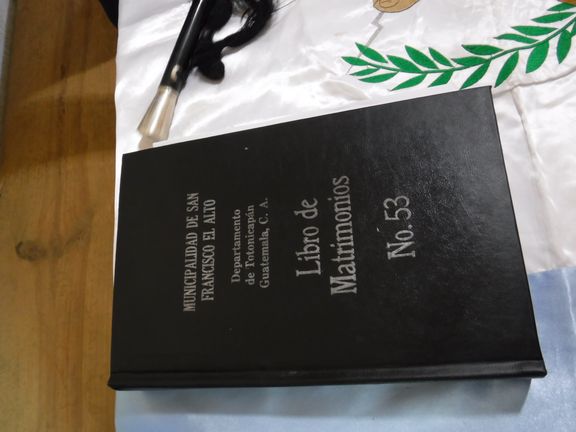 MUNICIPALIDAD DE SAN
FRANCISCO EL ALTO
Departamento
de Totonicapán
Guatemala, C. A.
Libro de
Matrimonios
No. 53